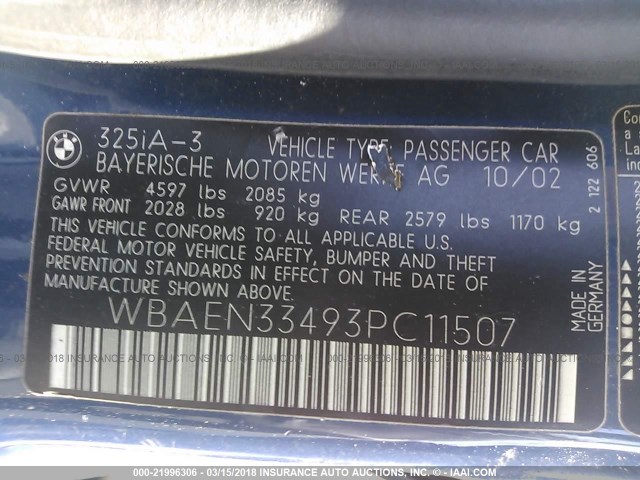 BMW
325iA-3 VEHICLE TYPE: PASSENGER CAR
BAYERISCHE MOTOREN AG 10/02
GVWR 4597 lbs 2085 kg
GAWR FRONT 2028 lbs 920 kg REAR 2579 lbs 1170 kg
THIS VEHICLE CONFORMS TO ALL APPLICABLE U.S.
FEDERAL MOTOR VEHICLE SAFETY, BUMPER AND THEFT
PREVENTION STANDARDS IN EFFECT ON THE DATE OF
MANUFACTURE SHOWN ABOVE.
WBAEN33493PC11507
2 122 606
MADE IN GERMANY
000-21996306 - 03/15/2018 INSURANCE AUTO AUCTIONS, INC. - © - IAAI.COM